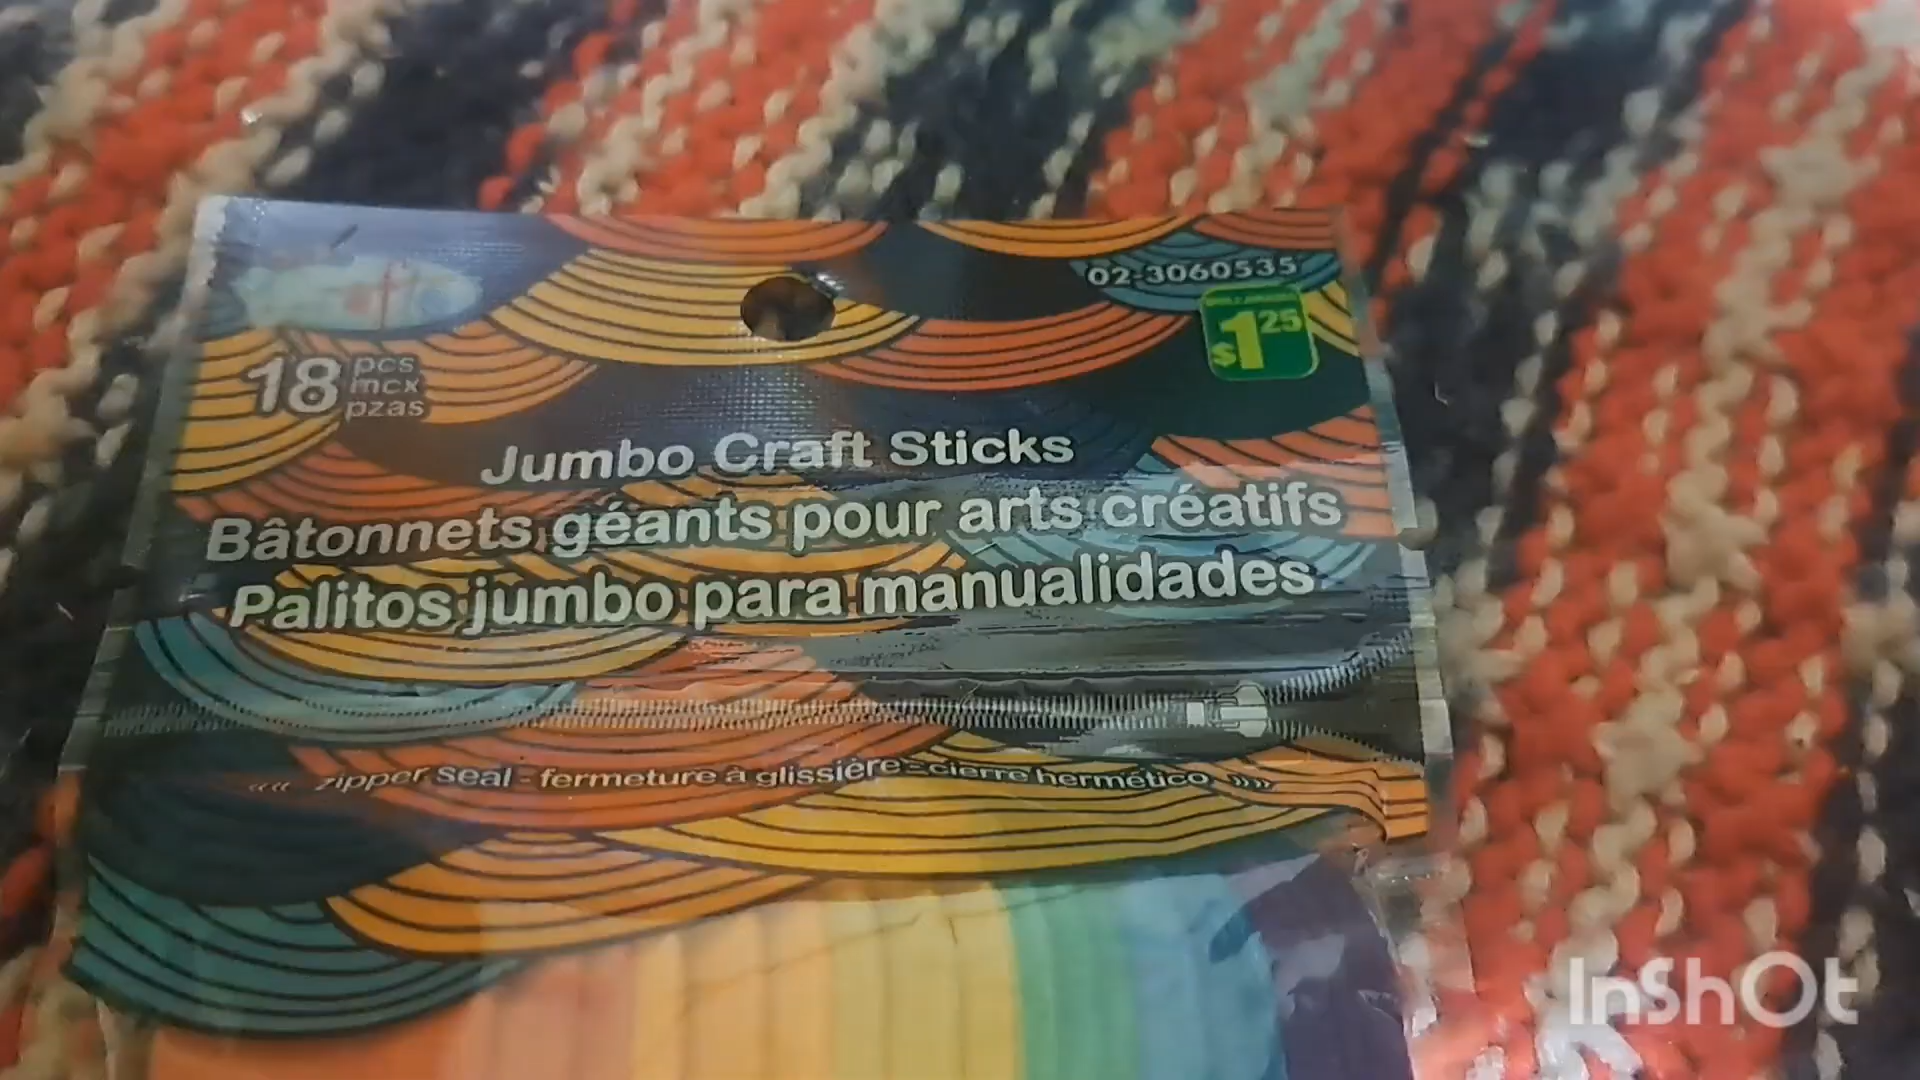 02-3060535
$1 25
18 pcs
mcx
pzas
Jumbo Craft Sticks
Bâtonnets géants pour arts créatifs
Palitos jumbo para manualidades
«« zipper seal - fermeture à glissière - cierre hermético »»
InShOt